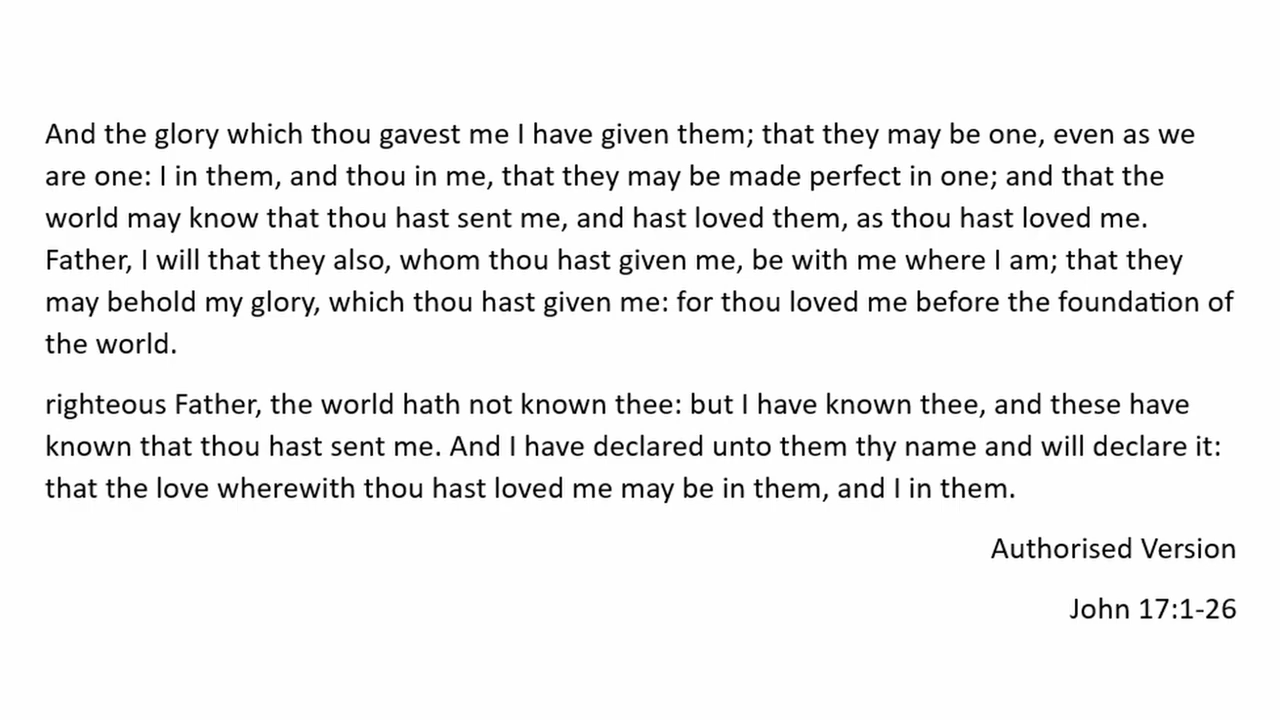 And the glory which thou gavest me I have given them; that they may be one, even as we
are one: I in them, and thou in me, that they may be made perfect in one; and that the
world may know that thou hast sent me, and hast loved them, as thou hast loved me.
Father, I will that they also, whom thou hast given me, be with me where I am; that they
may behold my glory, which thou hast given me: for thou loved me before the foundation of
the world.
righteous Father, the world hath not known thee: but I have known thee, and these have
known that thou hast sent me. And I have declared unto them thy name and will declare it:
that the love wherewith thou hast loved me may be in them, and I in them.
Authorised Version
John 17:1-26